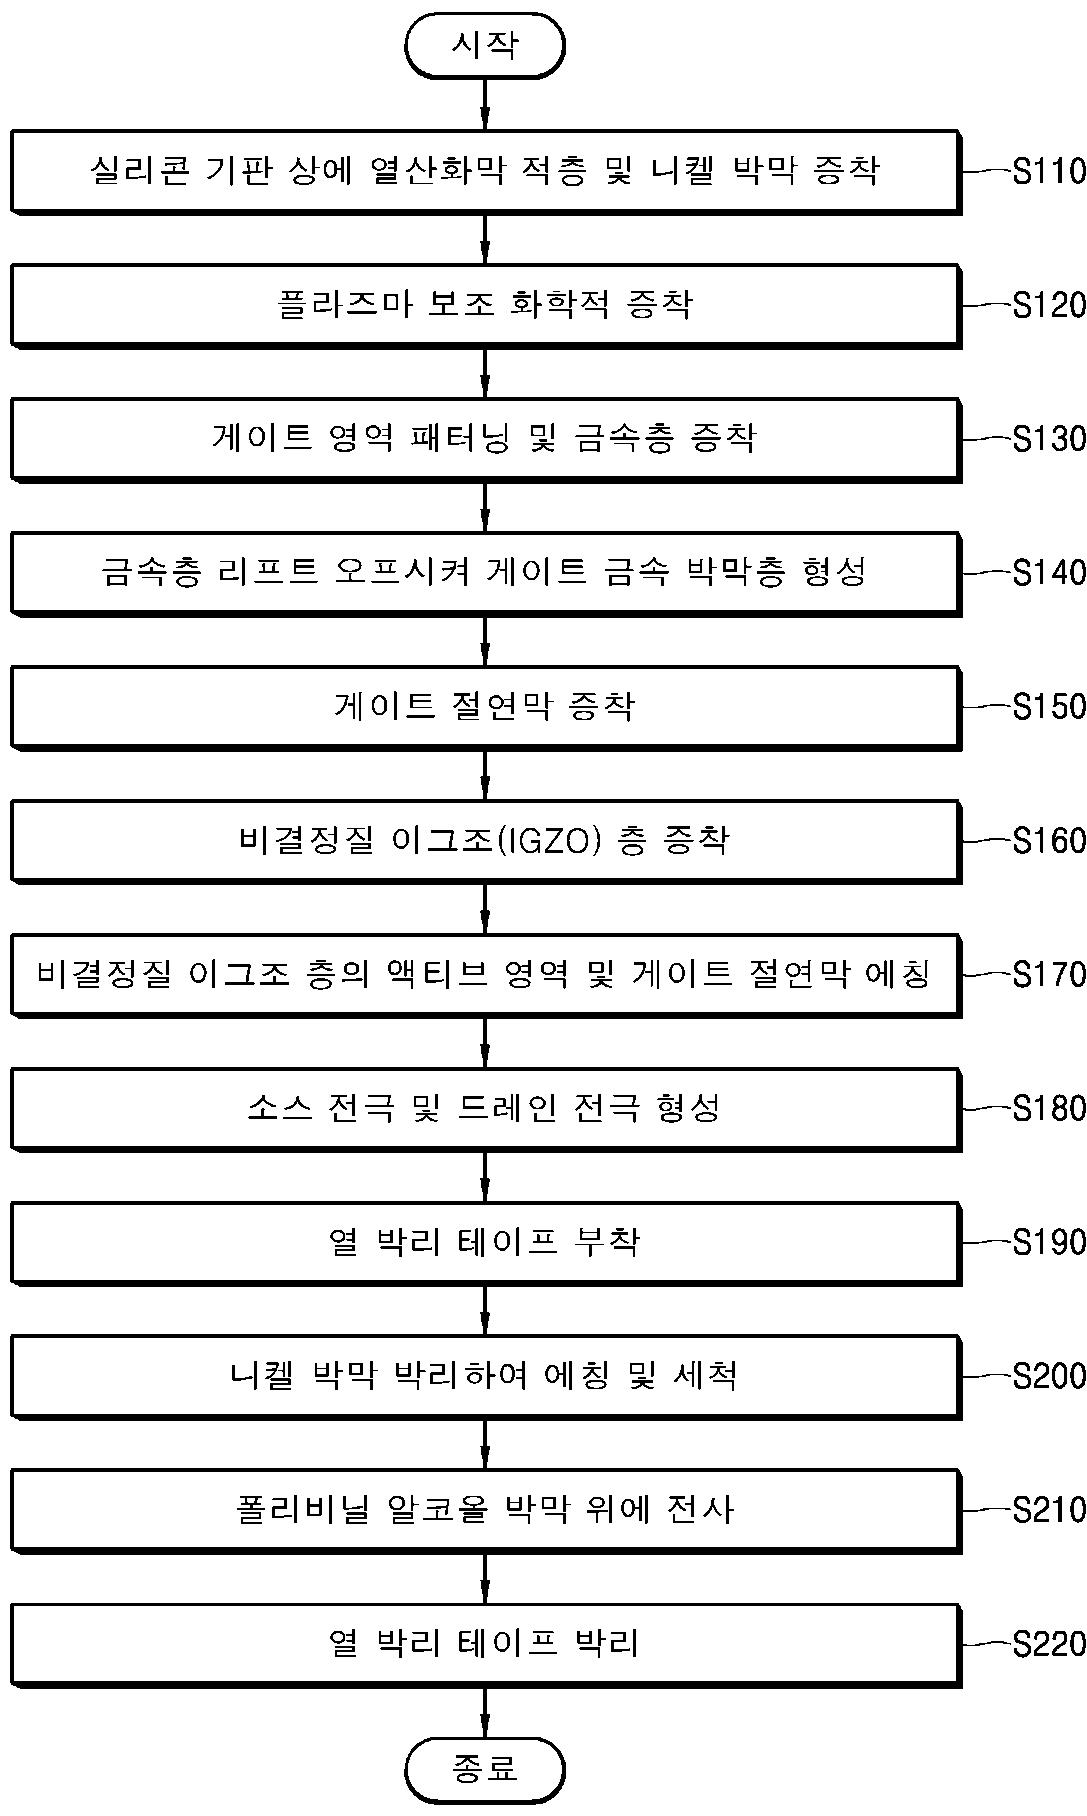 시작
실리콘 기판 상에 열산화막 적층 및 니켈 박막 증착 S110
플라즈마 보조 화학적 증착 S120
게이트 영역 패터닝 및 금속층 증착 S130
금속층 리프트 오프시켜 게이트 금속 박막층 형성 S140
게이트 절연막 증착 S150
비결정질 이그조(IGZO) 층 증착 S160
비결정질 이그조 층의 액티브 영역 및 게이트 절연막 에칭 S170
소스 전극 및 드레인 전극 형성 S180
열 박리 테이프 부착 S190
니켈 박막 박리하여 에칭 및 세척 S200
폴리비닐 알코올 박막 위에 전사 S210
열 박리 테이프 박리 S220
종료